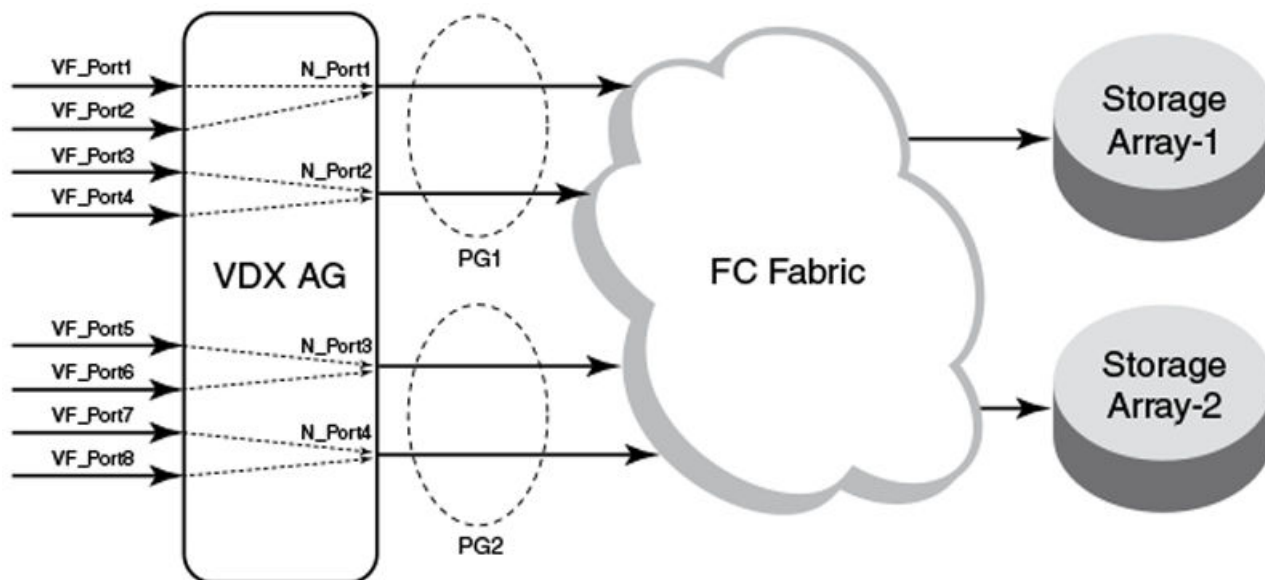 VF_Port1
VF_Port2
VF_Port3
VF_Port4
VF_Port5
VF_Port6
VF_Port7
VF_Port8
VDX AG
N_Port1
N_Port2
N_Port3
N_Port4
PG1
PG2
FC Fabric
Storage
Array-1
Storage
Array-2